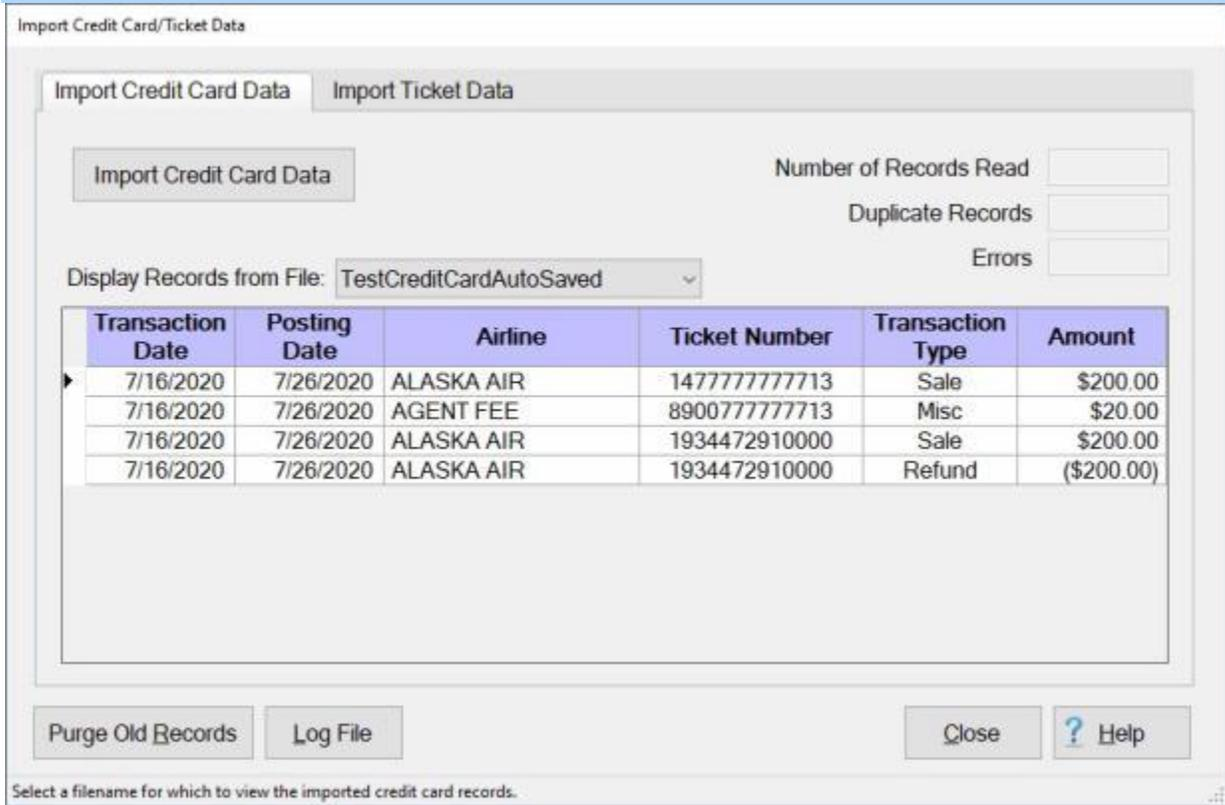 Import Credit Card/Ticket Data
Import Credit Card Data Import Ticket Data
Import Credit Card Data
Number of Records Read
Duplicate Records
Errors
Display Records from File: TestCreditCardAutoSaved
Transaction Date Posting Date Airline Ticket Number Transaction Type Amount
7/16/2020 7/26/2020 ALASKA AIR 1477777777713 Sale $200.00
7/16/2020 7/26/2020 AGENT FEE 8900777777713 Misc $20.00
7/16/2020 7/26/2020 ALASKA AIR 1934472910000 Sale $200.00
7/16/2020 7/26/2020 ALASKA AIR 1934472910000 Refund ($200.00)
Purge Old Records Log File Close ? Help
Select a filename for which to view the imported credit card records.